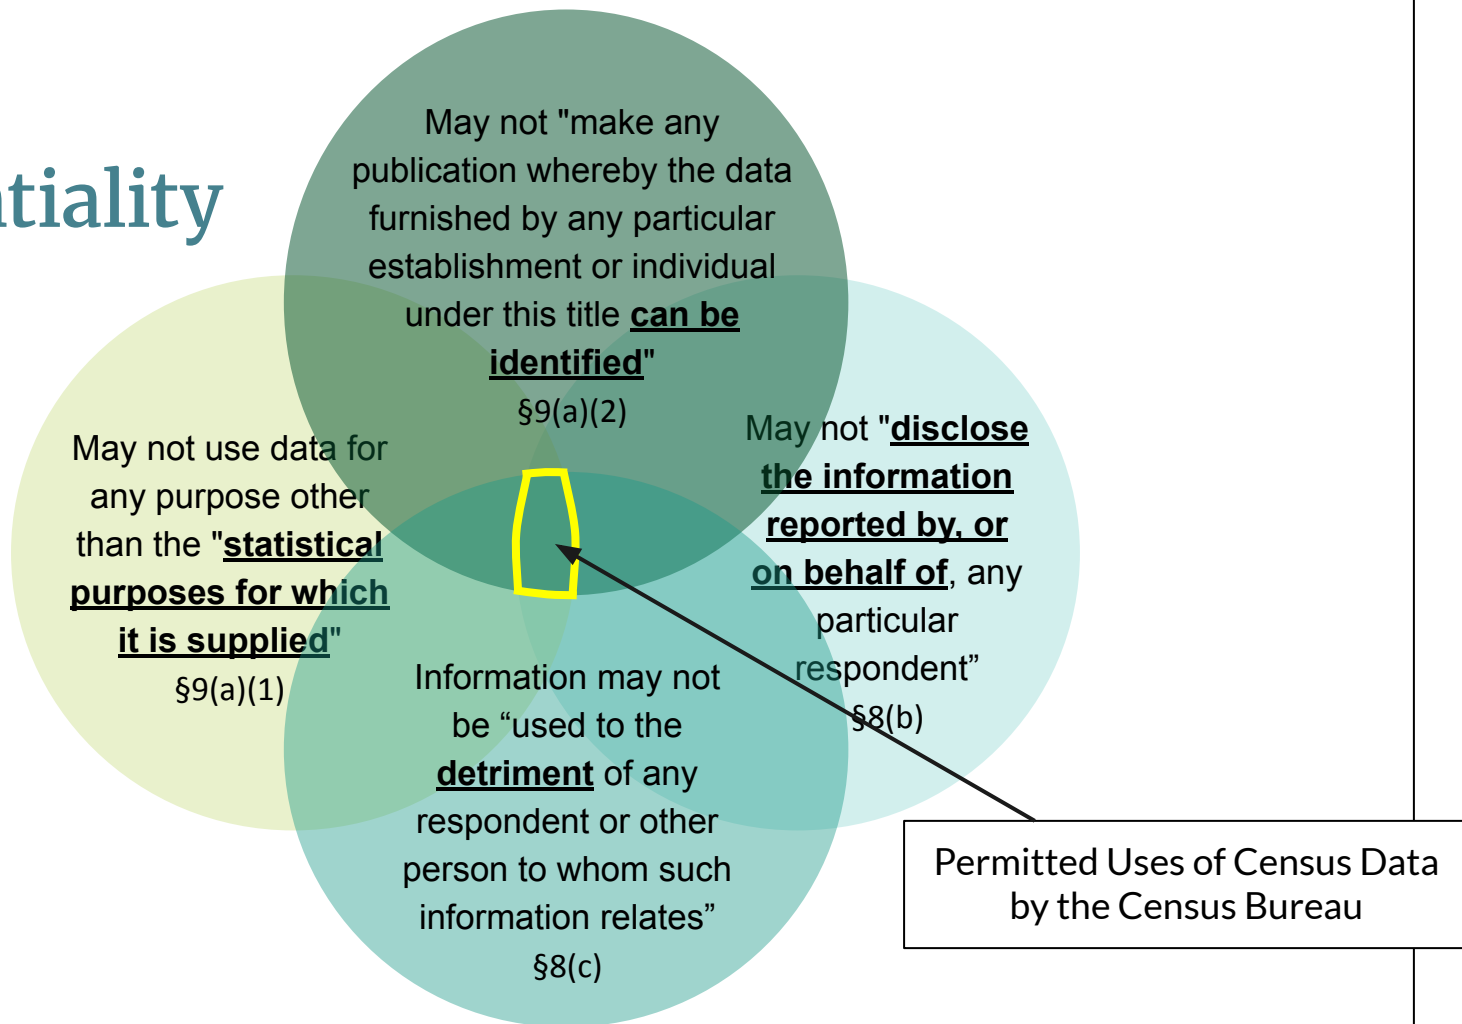 ntiality
May not "make any
publication whereby the data
furnished by any particular
establishment or individual
under this title can be
identified"
§9(a)(2)
May not use data for
any purpose other
than the "statistical
purposes for which
it is supplied"
§9(a)(1)
May not "disclose
the information
reported by, or
on behalf of, any
particular
respondent”
§8(b)
Information may not
be “used to the
detriment of any
respondent or other
person to whom such
information relates”
§8(c)
Permitted Uses of Census Data
by the Census Bureau